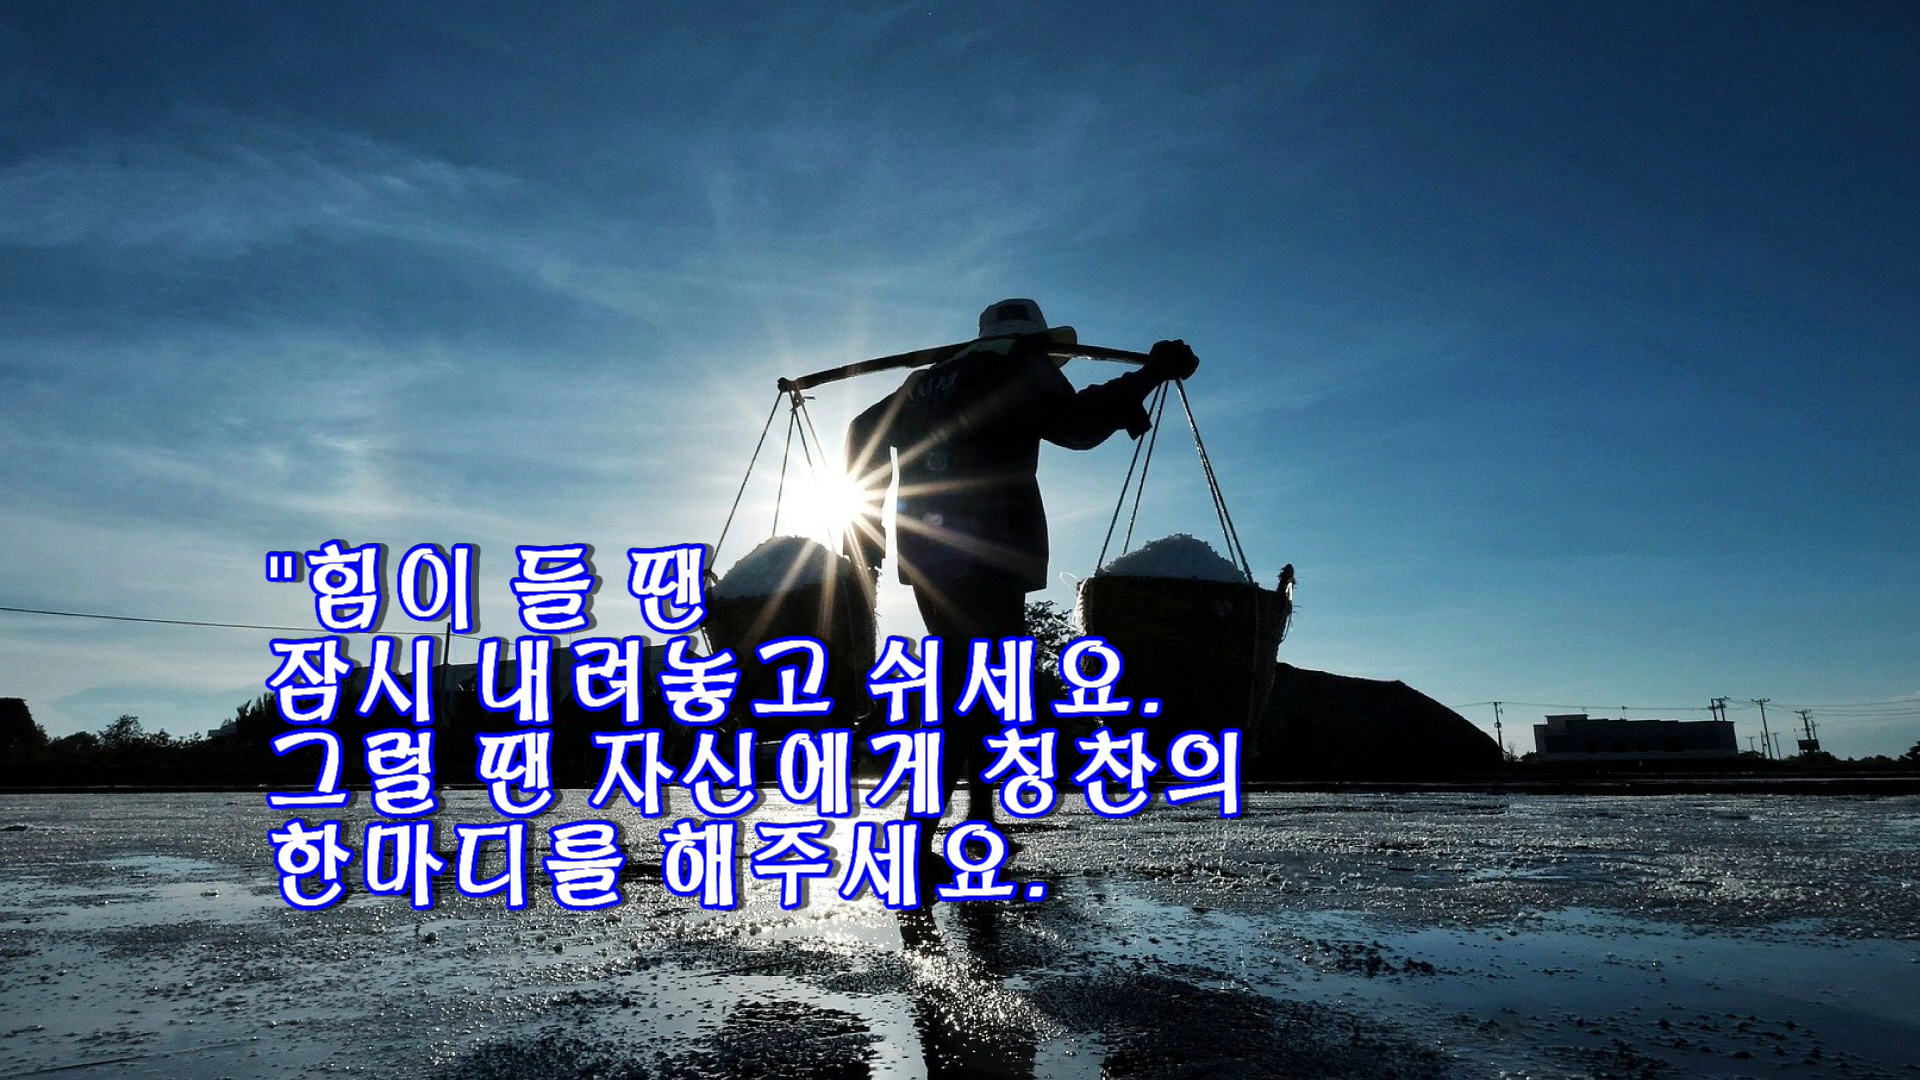 "힘이 들 땐
잠시 내려놓고 쉬세요.
그럴 땐 자신에게 칭찬의
한마디를 해주세요.